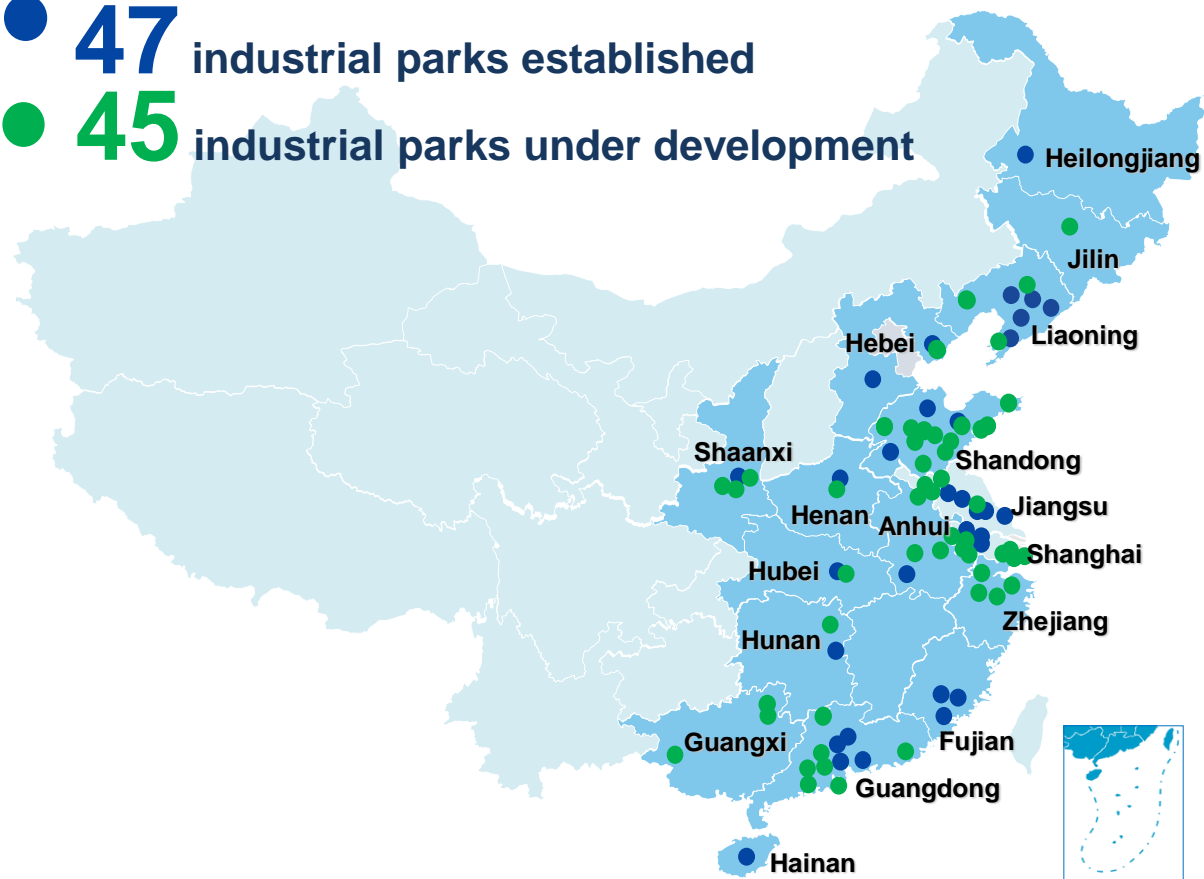 47 industrial parks established
45 industrial parks under development
Heilongjiang
Jilin
Liaoning
Hebei
Shaanxi
Shandong
Henan
Anhui
Jiangsu
Shanghai
Hubei
Zhejiang
Hunan
Guangxi
Fujian
Guangdong
Hainan